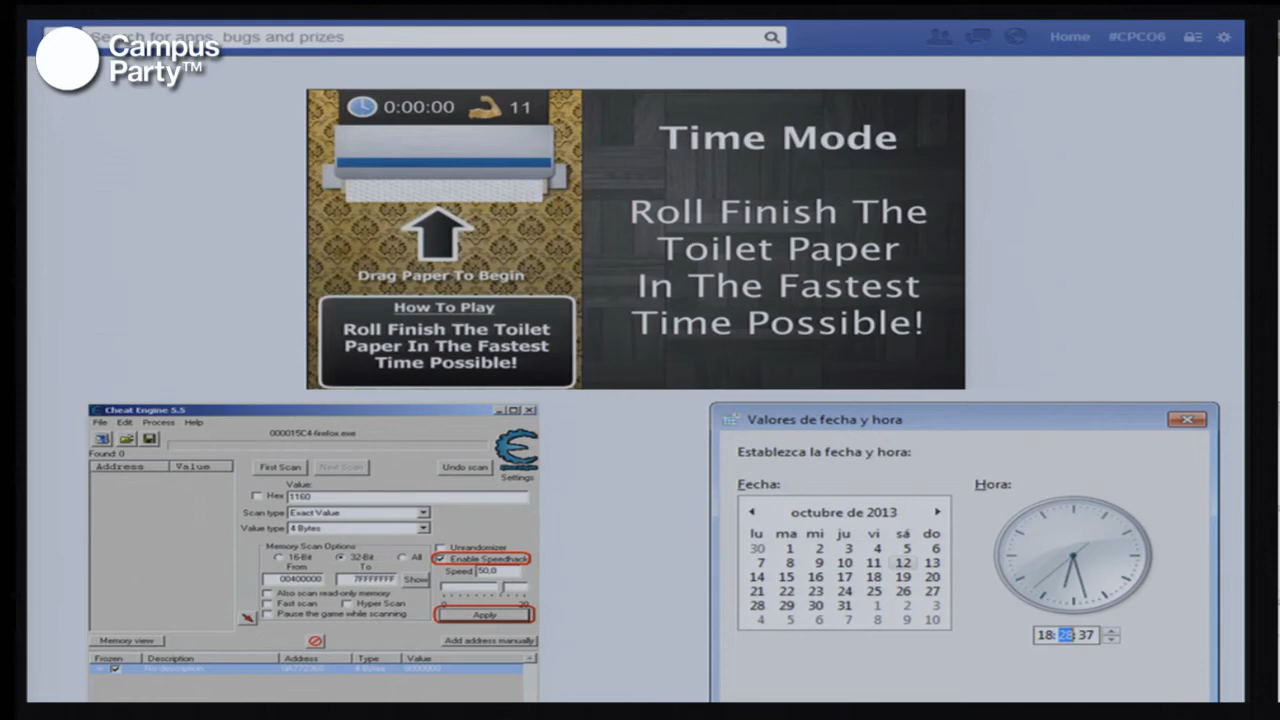 Search for apps, bugs and prizes
Home
#CPCO6
Campus
Party™
0:00:00
11
Drag Paper To Begin
How To Play
Roll Finish The Toilet
Paper In The Fastest
Time Possible!
Time Mode
Roll Finish The
Toilet Paper
In The Fastest
Time Possible!
Cheat Engine 5.5
File Edit Process Help
000015C4-firefox.exe
Found: 0
Address Value
First Scan Next Scan Undo scan
Settings
Value:
Hex 1160
Scan type Exact Value
Value type 4 Bytes
Memory Scan Options
16-Bit 32-Bit All
From To
00400000 7FFFFFFF Show
Also scan read-only memory
Fast scan Hyper Scan
Pause the game while scanning
Unrandomizer
Enable Speedhack
Speed 50,0
Apply
Memory view
Add address manually
Frozen Description Address Type Value
No description 4 Bytes
Valores de fecha y hora
Establezca la fecha y hora:
Fecha:
octubre de 2013
lu ma mi ju vi sá do
30 1 2 3 4 5 6
7 8 9 10 11 12 13
14 15 16 17 18 19 20
21 22 23 24 25 26 27
28 29 30 31 1 2 3
4 5 6 7 8 9 10
Hora:
18:28:37